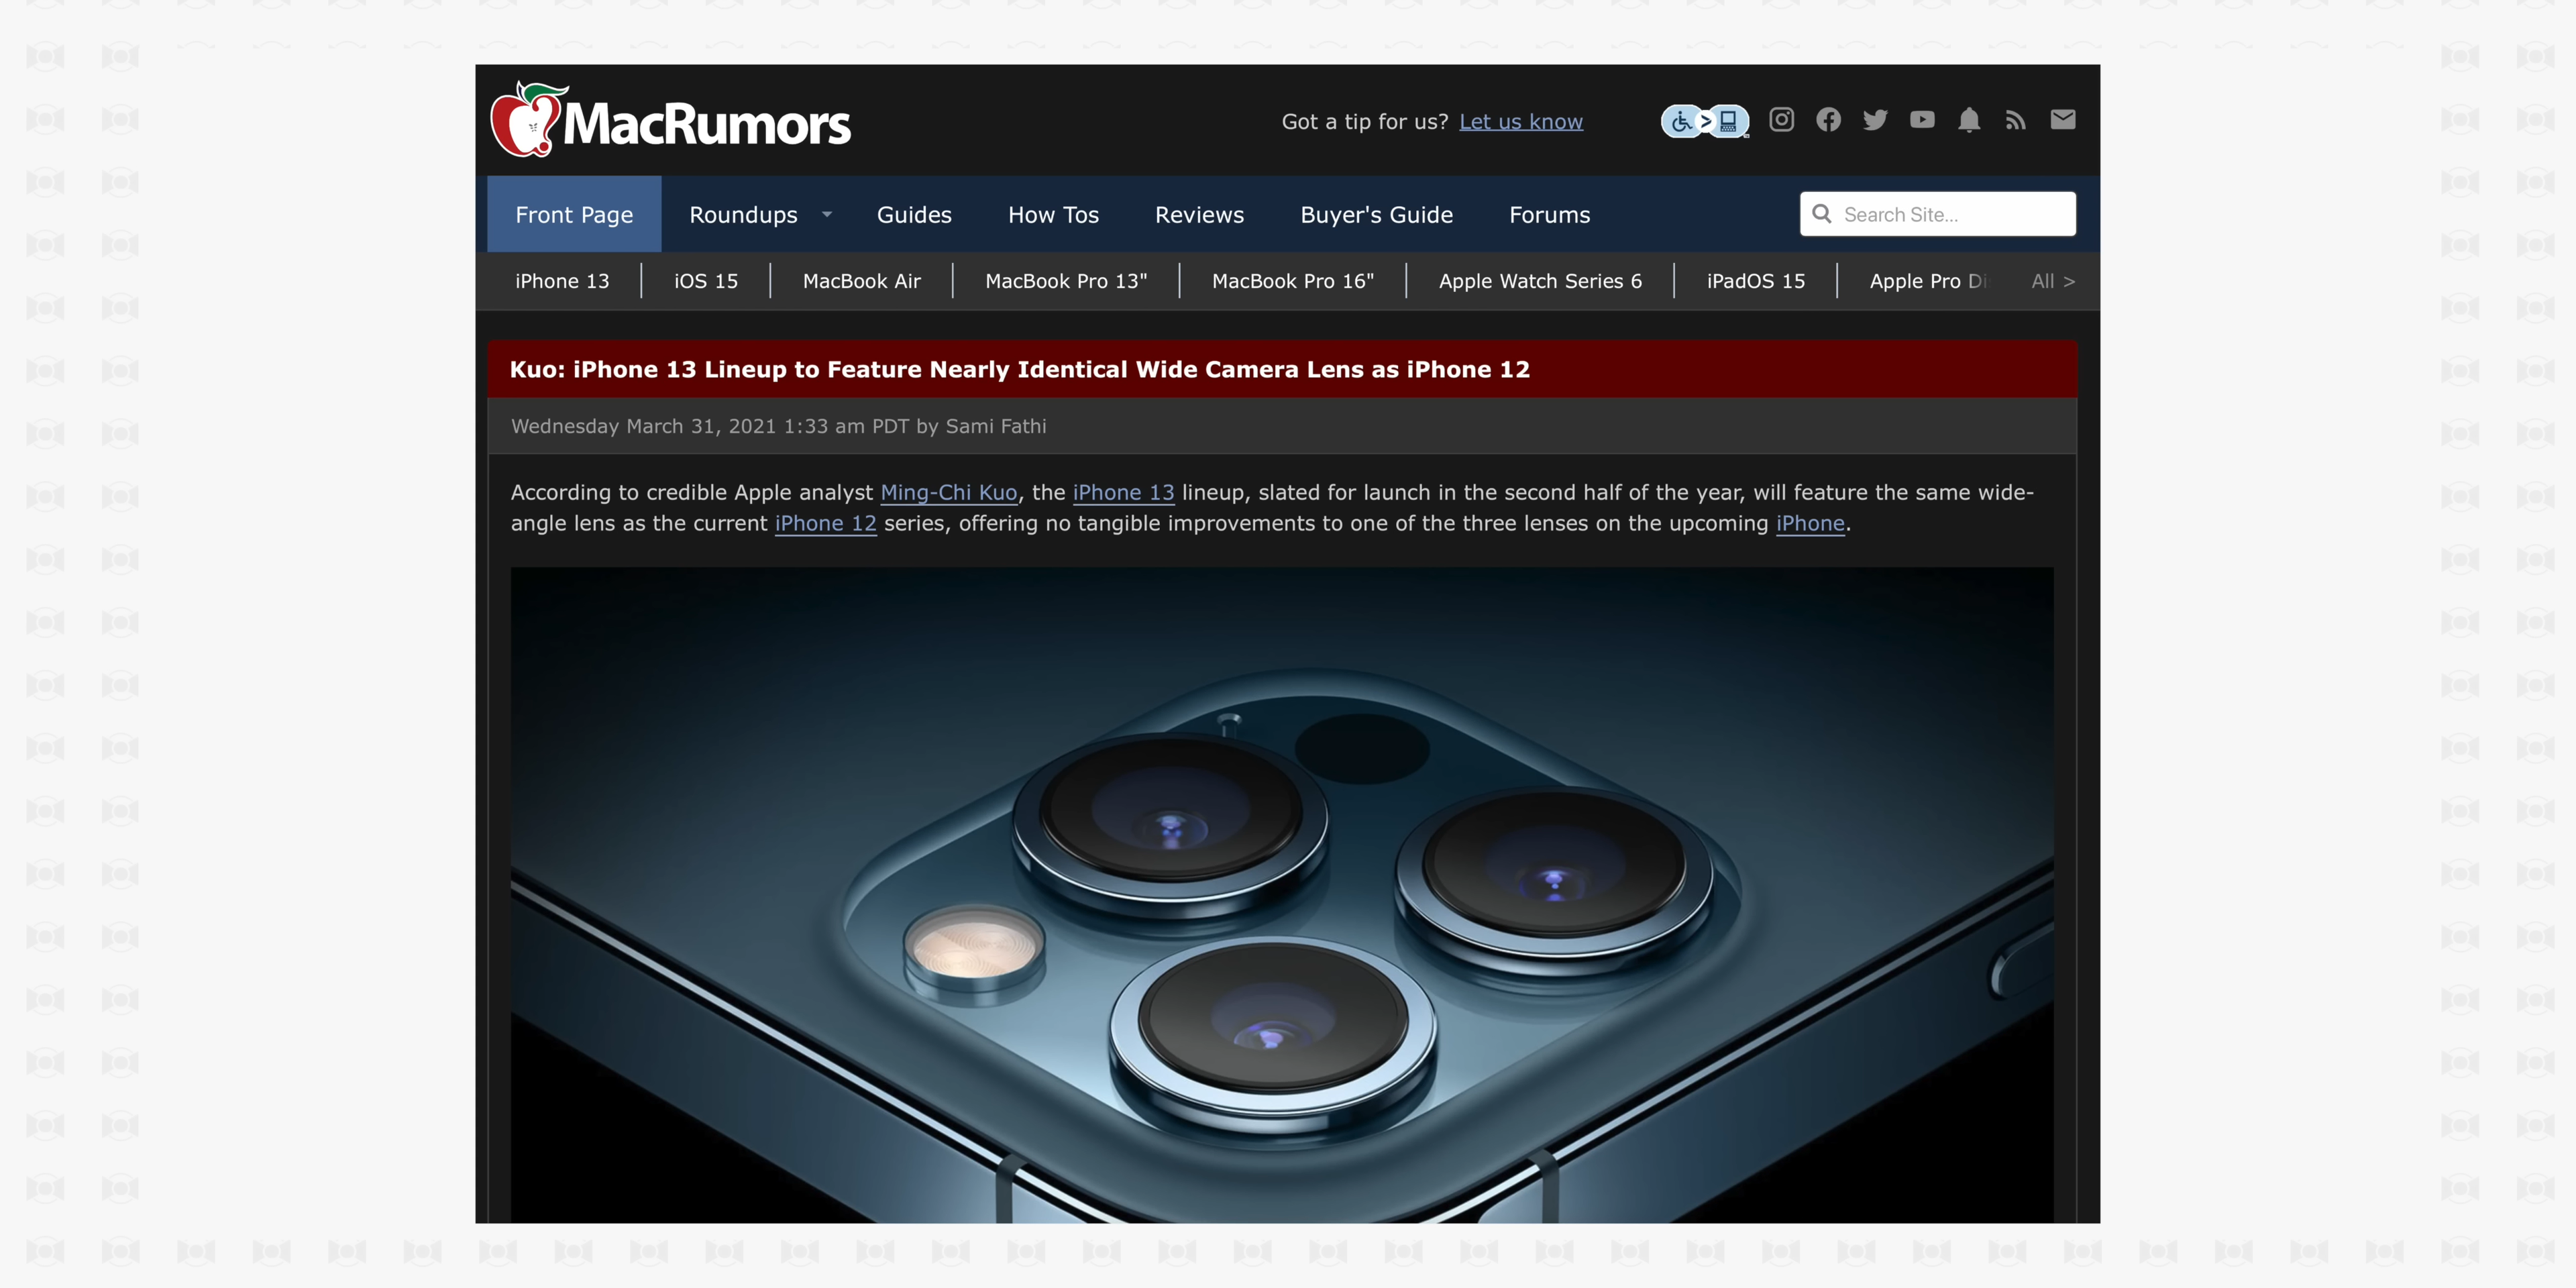 MacRumors
Got a tip for us? Let us know
Front Page Roundups Guides How Tos Reviews Buyer's Guide Forums Search Site...
iPhone 13 iOS 15 MacBook Air MacBook Pro 13" MacBook Pro 16" Apple Watch Series 6 iPadOS 15 Apple Pro Di All >
Kuo: iPhone 13 Lineup to Feature Nearly Identical Wide Camera Lens as iPhone 12
Wednesday March 31, 2021 1:33 am PDT by Sami Fathi
According to credible Apple analyst Ming-Chi Kuo, the iPhone 13 lineup, slated for launch in the second half of the year, will feature the same wide-
angle lens as the current iPhone 12 series, offering no tangible improvements to one of the three lenses on the upcoming iPhone.